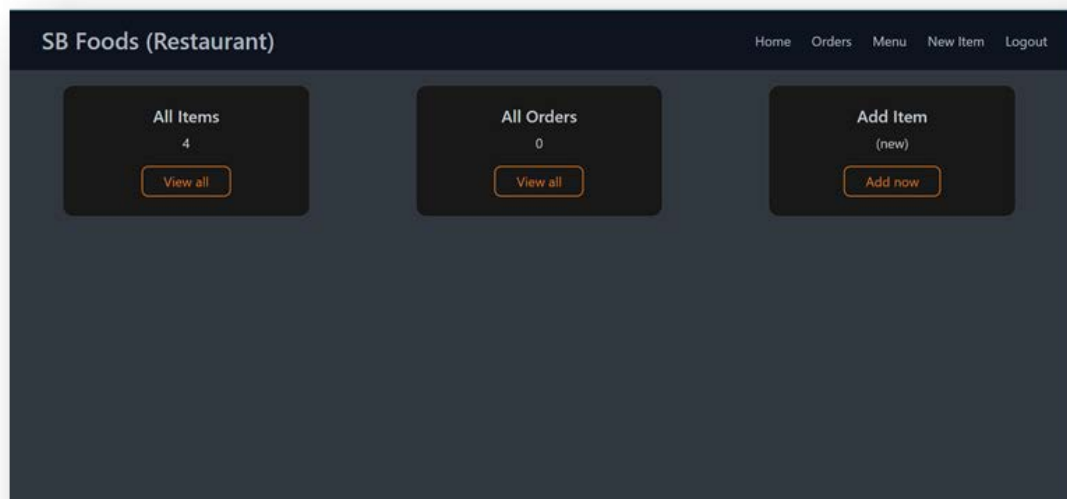 SB Foods (Restaurant)
Home Orders Menu New Item Logout
All Items
4
View all
All Orders
0
View all
Add Item
(new)
Add now